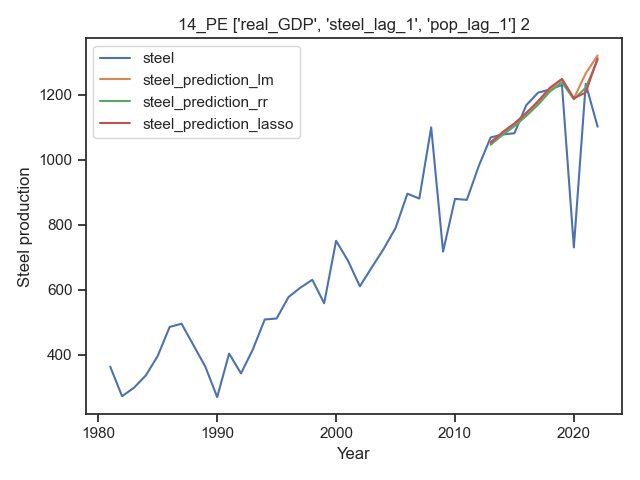 14_PE ['real_GDP', 'steel_lag_1', 'pop_lag_1'] 2
steel
steel_prediction_lm
steel_prediction_rr
steel_prediction_lasso
1200
1000
800
600
400
Steel production
1980
1990
2000
2010
2020
Year